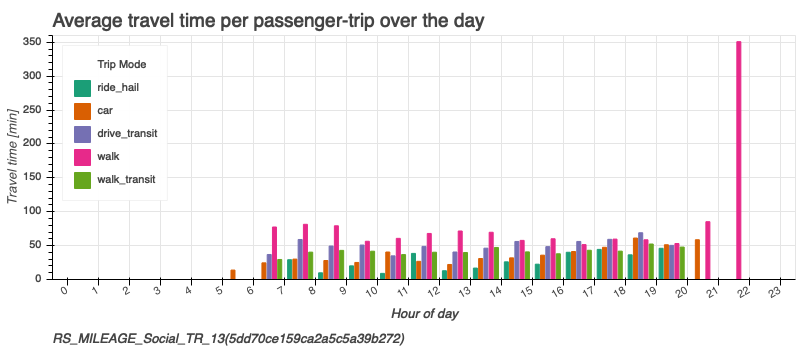 Average travel time per passenger-trip over the day
350
300
250
200
150
100
50
0
Travel time [min]
Trip Mode
ride_hail
car
drive_transit
walk
walk_transit
0 1 2 3 4 5 6 7 8 9 10 11 12 13 14 15 16 17 18 19 20 21 22 23
Hour of day
RS_MILEAGE_Social_TR_13(5dd70ce159ca2a5c5a39b272)